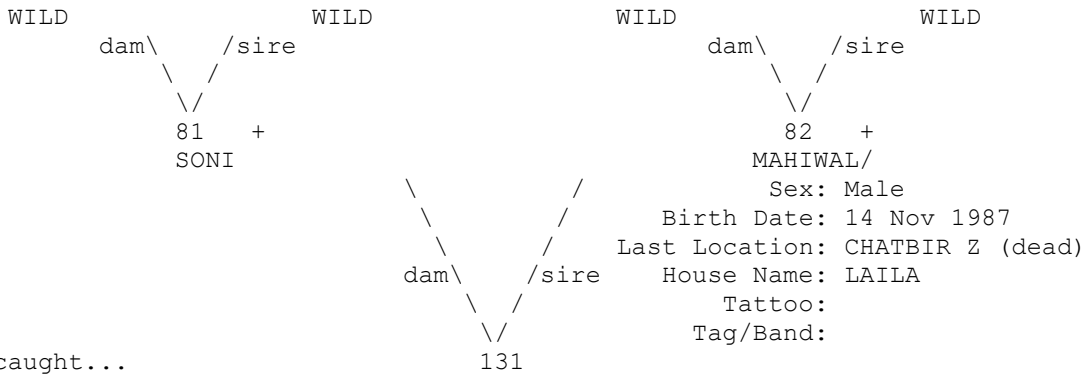 WILD WILD WILD WILD
dam\ /sire dam\ /sire
\ / \ /
\/ \/
81 + 82 +
SONI MAHIWAL/
\ / Sex: Male
\ / Birth Date: 14 Nov 1987
\ / Last Location: CHATBIR Z (dead)
dam\ /sire House Name: LAILA
\ / Tattoo:
\/ Tag/Band:
caught... 131